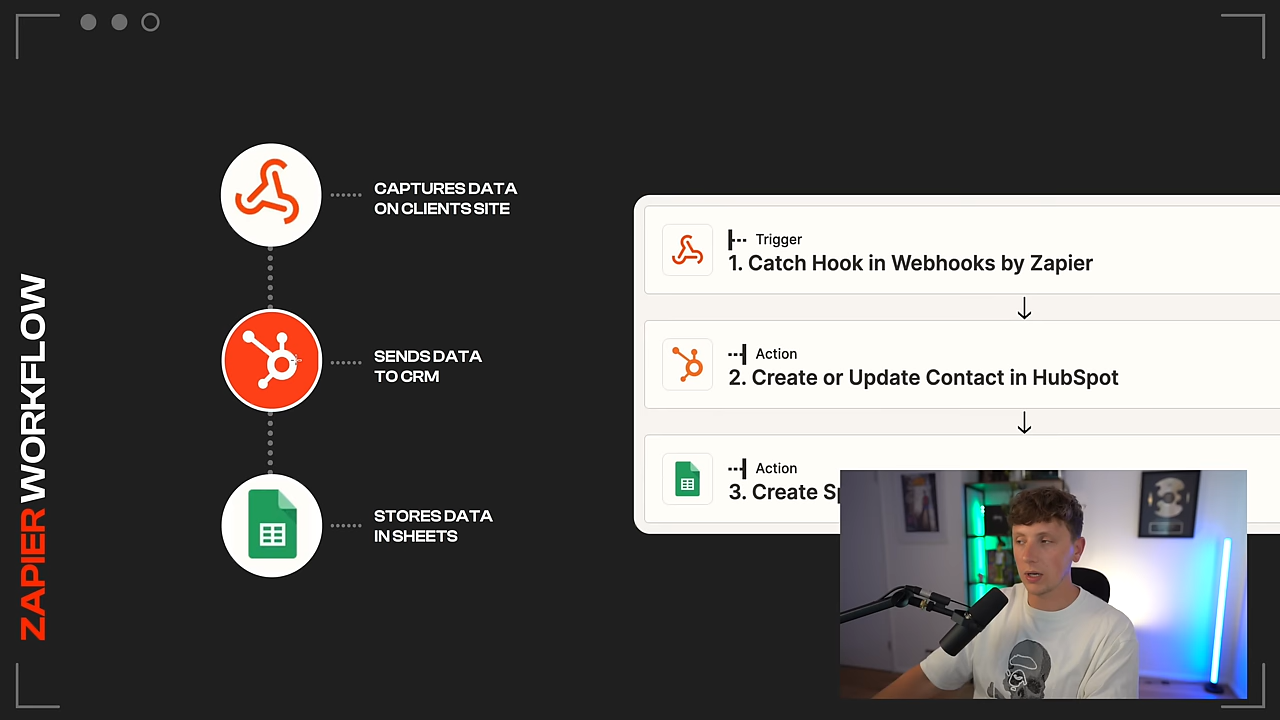 ZAPIER WORKFLOW
CAPTURES DATA
ON CLIENTS SITE
SENDS DATA
TO CRM
STORES DATA
IN SHEETS
Trigger
1. Catch Hook in Webhooks by Zapier
Action
2. Create or Update Contact in HubSpot
Action
3. Create